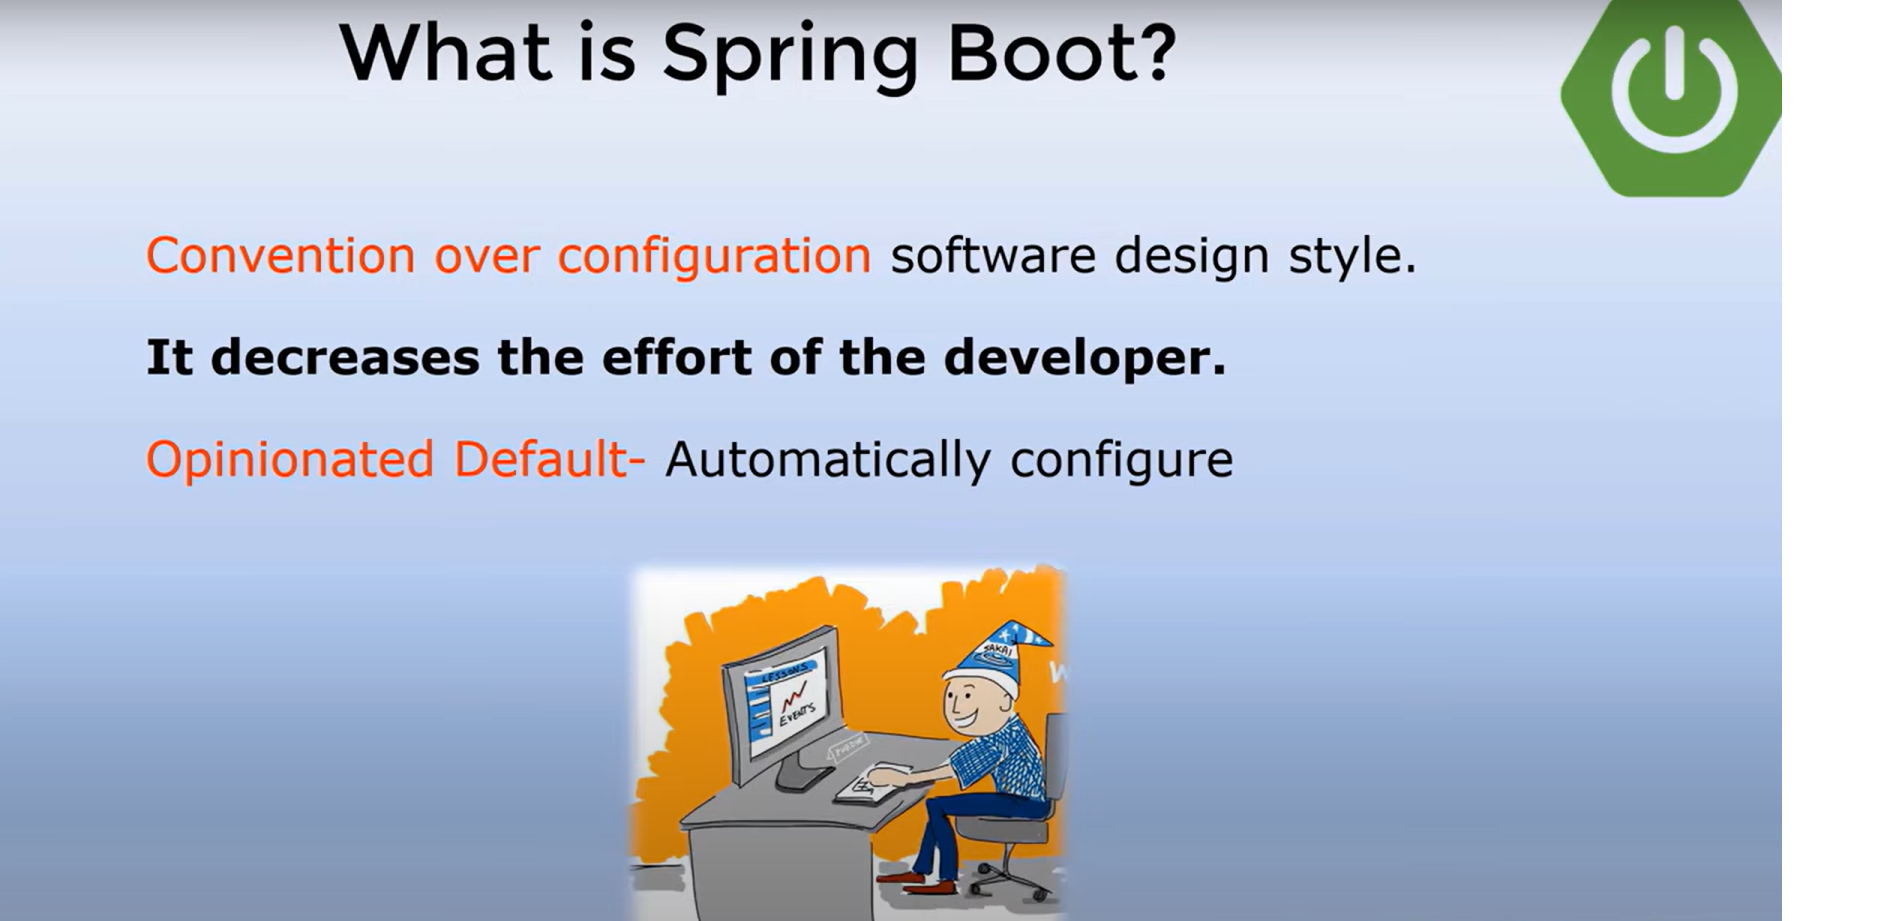 What is Spring Boot?
Convention over configuration software design style.
It decreases the effort of the developer.
Opinionated Default- Automatically configure
SAKAI
LESSONS
EVENTS
PURDUE
W